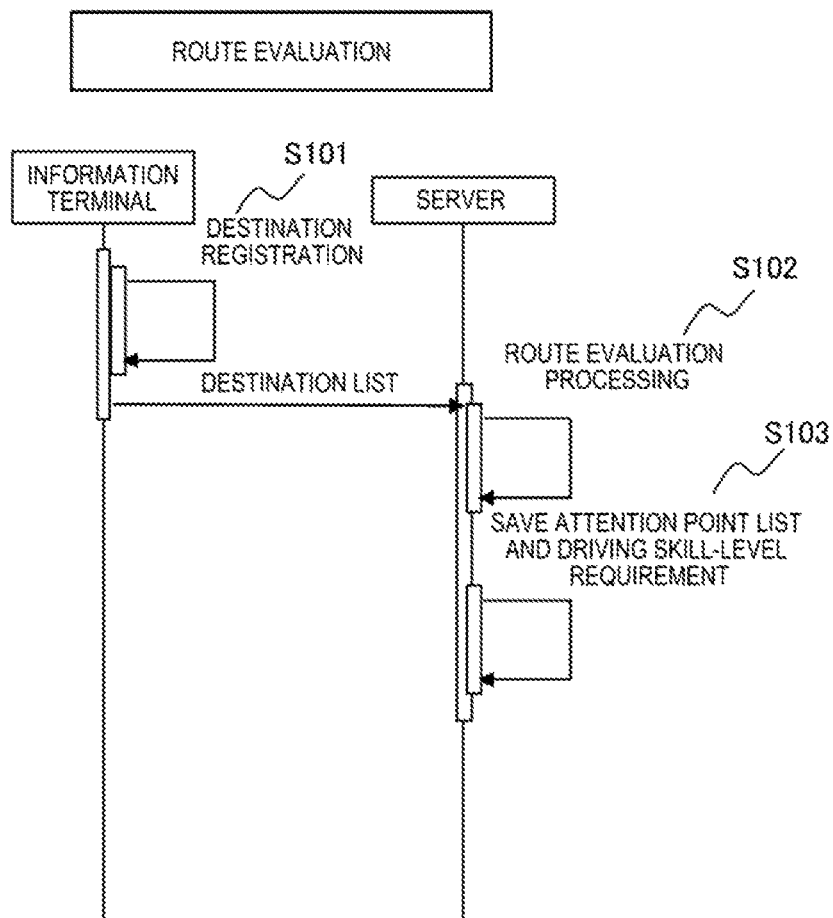 ROUTE EVALUATION
S101
INFORMATION
TERMINAL
DESTINATION
REGISTRATION
SERVER
S102
ROUTE EVALUATION
PROCESSING
DESTINATION LIST
S103
SAVE ATTENTION POINT LIST
AND DRIVING SKILL-LEVEL
REQUIREMENT